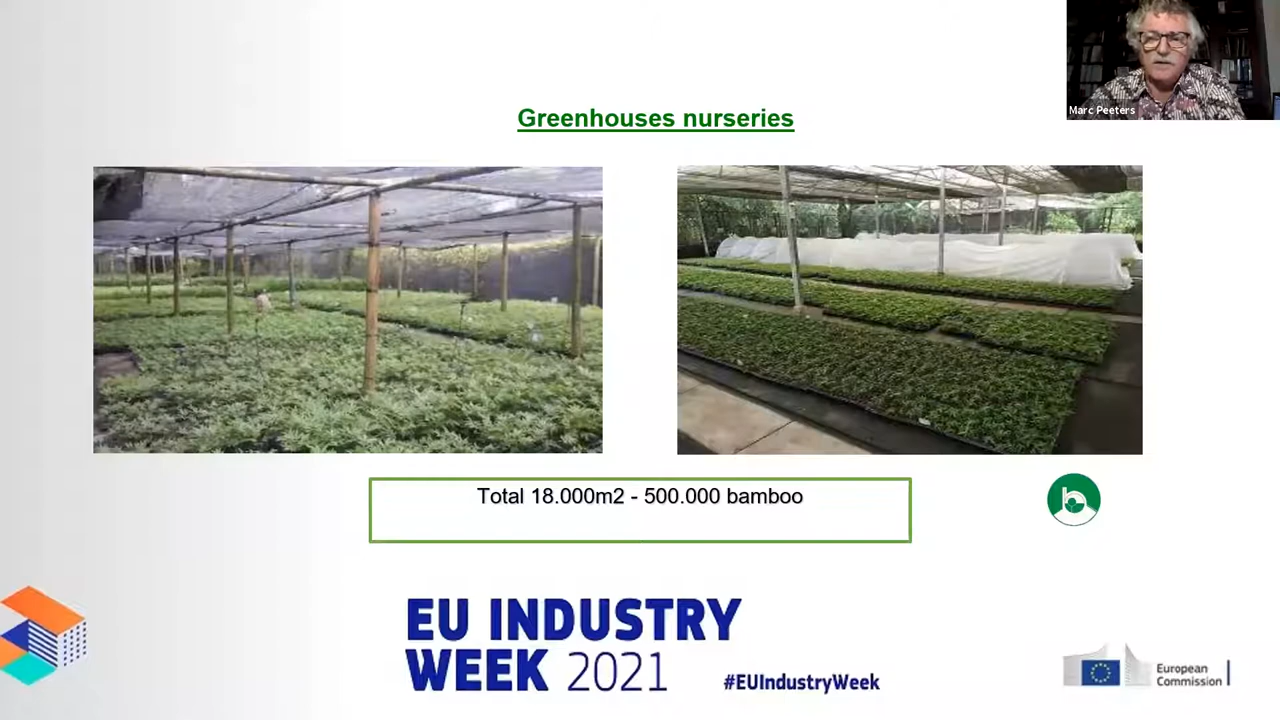 Marc Peeters
Greenhouses nurseries
Total 18.000m2 - 500.000 bamboo
EU INDUSTRY
WEEK 2021
#EUIndustryWeek
European
Commission